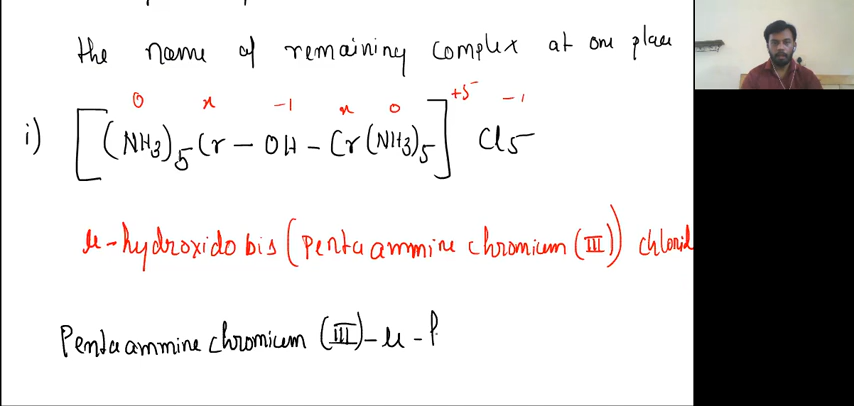 the name of remaining complex at one place
0 x -1 x 0 +5 -1
i) [(NH3)5Cr - OH - Cr(NH3)5] Cl5
μ-hydroxido bis (pentaammine chromium (III)) chlorid
Pentaammine chromium (III)-μ-h